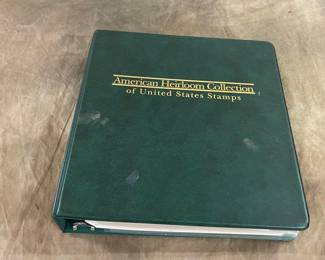 American Heirloom Collection
of United States Stamps